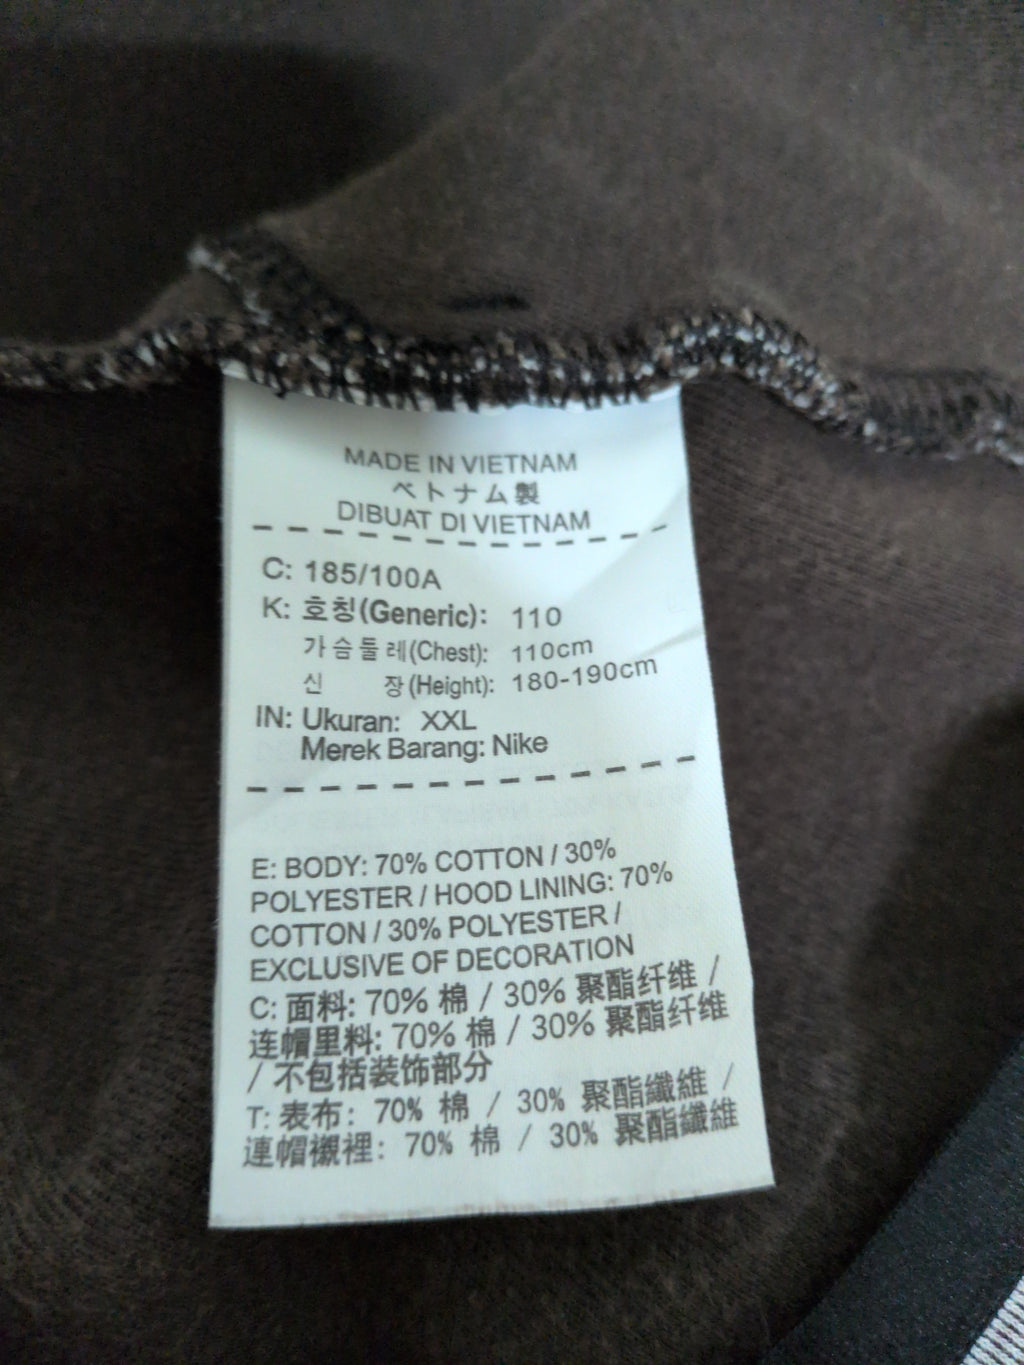 MADE IN VIETNAM
ベトナム製
DIBUAT DI VIETNAM
C: 185/100A
K: 호칭(Generic): 110
가슴둘레(Chest): 110cm
신 장(Height): 180-190cm
IN: Ukuran: XXL
Merek Barang: Nike
E: BODY: 70% COTTON / 30%
POLYESTER / HOOD LINING: 70%
COTTON / 30% POLYESTER /
EXCLUSIVE OF DECORATION
C: 面料: 70% 棉 / 30% 聚酯纤维 /
连帽里料: 70% 棉 / 30% 聚酯纤维
/ 不包括装饰部分
T: 表布: 70% 棉 / 30% 聚酯纖維 /
連帽襯裡: 70% 棉 / 30% 聚酯纖維